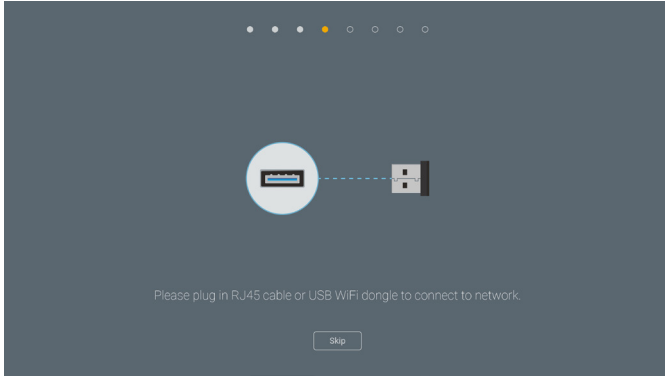 Please plug in RJ45 cable or USB WiFi dongle to connect to network.
Skip